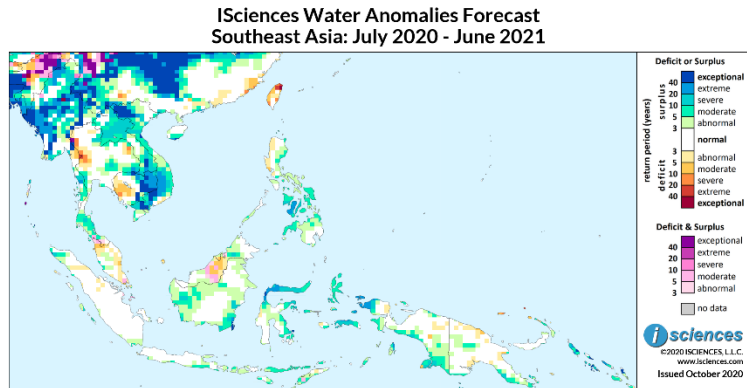 ISciences Water Anomalies Forecast
Southeast Asia: July 2020 - June 2021
Deficit or Surplus
return period (years)
surplus
40 exceptional
20 extreme
10 severe
5 moderate
3 abnormal
normal
deficit
3 abnormal
5 moderate
10 severe
20 extreme
40 exceptional
Deficit & Surplus
40 exceptional
20 extreme
10 severe
5 moderate
3 abnormal
no data
i sciences
©2020 ISCIENCES, L.L.C.
www.isciences.com
Issued October 2020